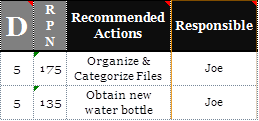 D R P N Recommended Actions Responsible
5 175 Organize & Categorize Files Joe
5 135 Obtain new water bottle Joe